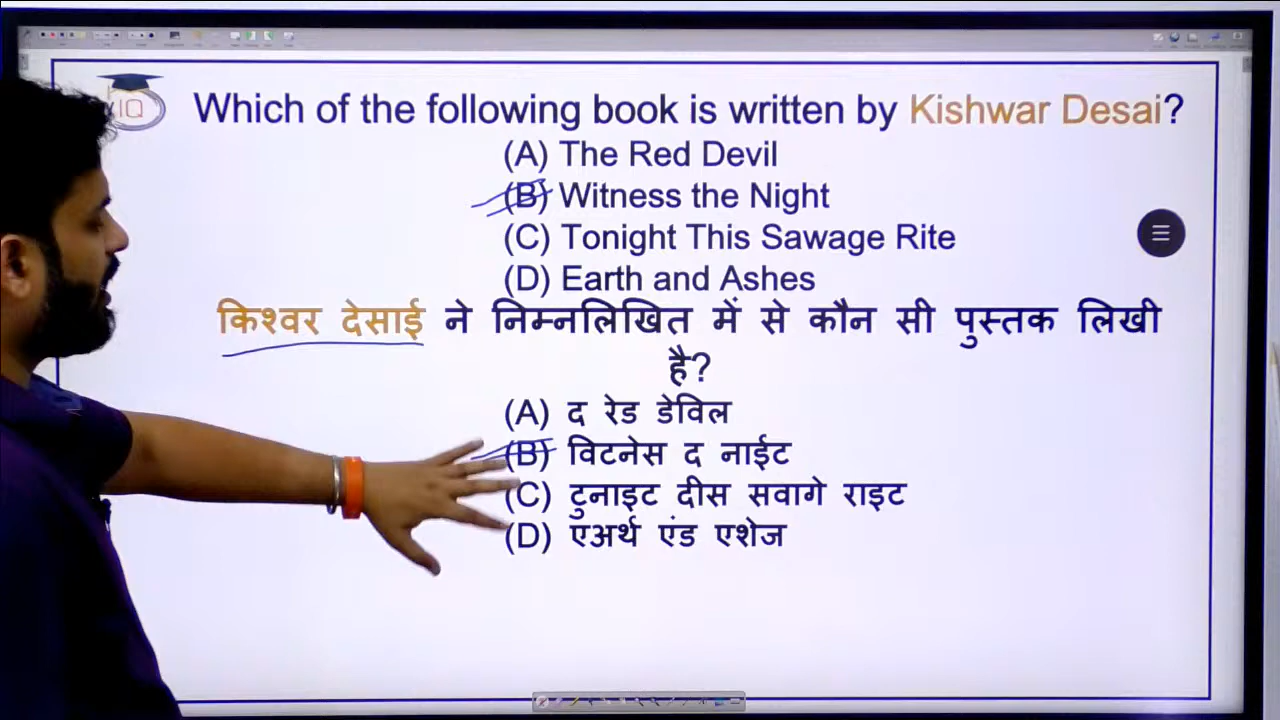 IQ
Which of the following book is written by Kishwar Desai?
(A) The Red Devil
(B) Witness the Night
(C) Tonight This Sawage Rite
(D) Earth and Ashes
किश्वर देसाई ने निम्नलिखित में से कौन सी पुस्तक लिखी
है?
(A) द रेड डेविल
(B) विटनेस द नाईट
(C) टुनाइट दीस सवागे राइट
(D) एअर्थ एंड एशेज